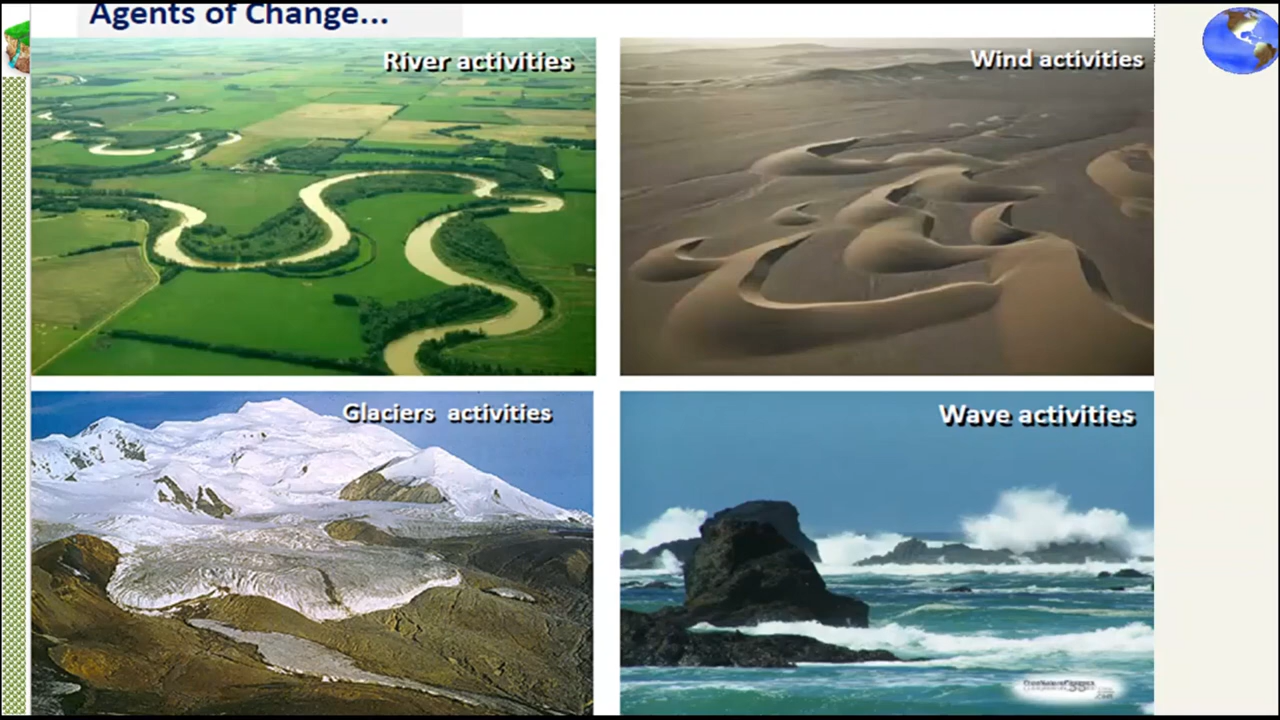 Agents of Change...
River activities
Wind activities
Glaciers  activities
Wave activities